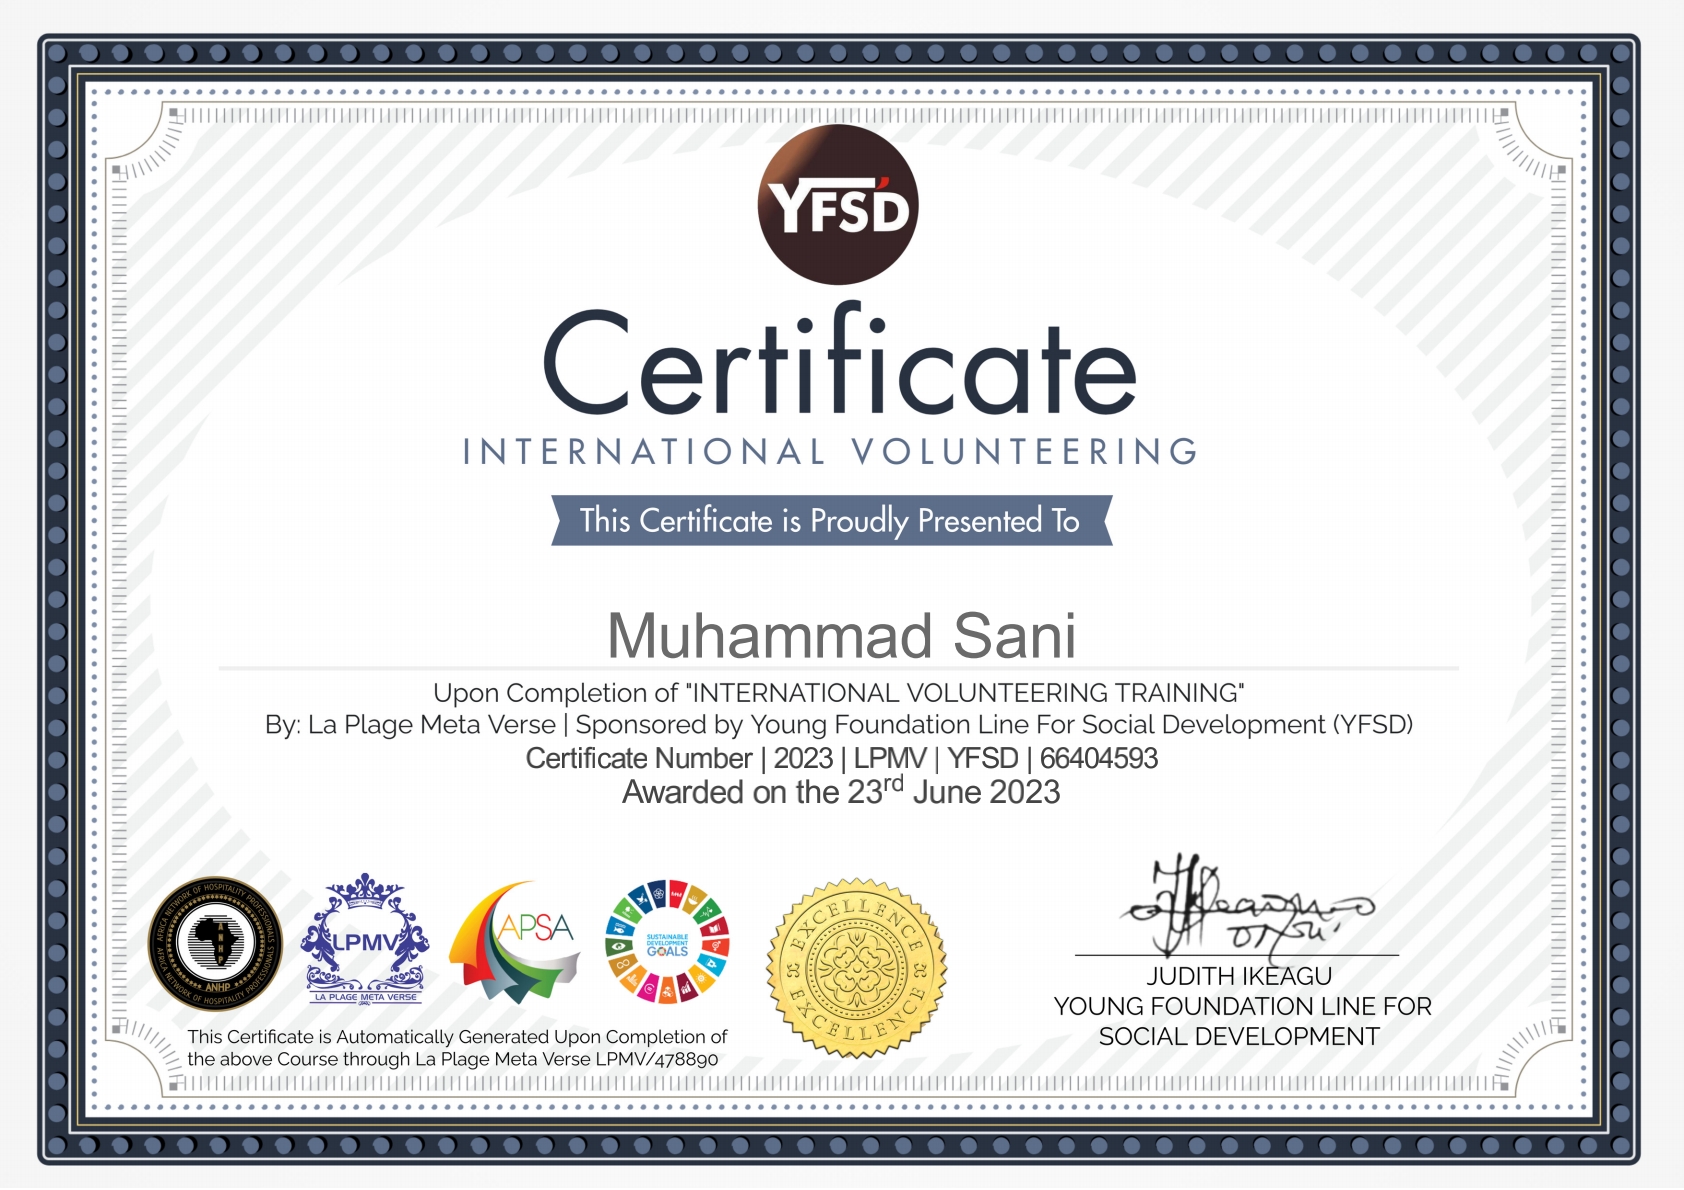 YFSD
Certificate
INTERNATIONAL VOLUNTEERING
This Certificate is Proudly Presented To
Muhammad Sani
Upon Completion of "INTERNATIONAL VOLUNTEERING TRAINING"
By: La Plage Meta Verse | Sponsored by Young Foundation Line For Social Development (YFSD)
Certificate Number | 2023 | LPMV | YFSD | 66404593
Awarded on the 23rd June 2023
AFRICA NETWORK OF HOSPITALITY PROFESSIONALS
ANHP
ANHP
AFRICA NETWORK OF HOSPITALITY PROFESSIONALS
LPMV
LA PLAGE META VERSE
APSA
SUSTAINABLE
DEVELOPMENT
GOALS
EXCELLENCE
EXCELLENCE
JUDITH IKEAGU
YOUNG FOUNDATION LINE FOR
SOCIAL DEVELOPMENT
This Certificate is Automatically Generated Upon Completion of
the above Course through La Plage Meta Verse LPMV/478890